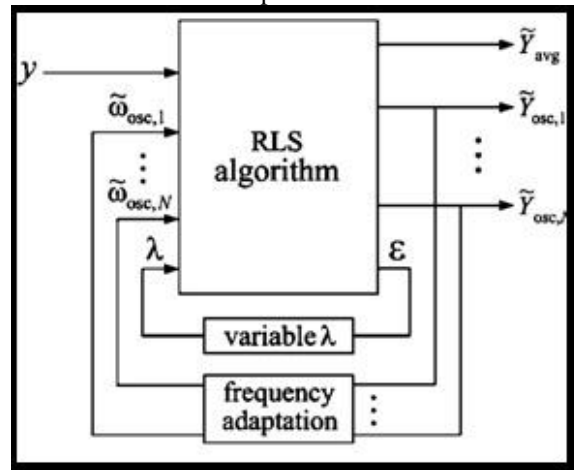 y
ω̃osc,1
⋮
ω̃osc,N
λ
RLS
algorithm
ε
Ỹavg
Ỹosc,1
⋮
Ỹosc,N
variable λ
frequency
adaptation
⋮